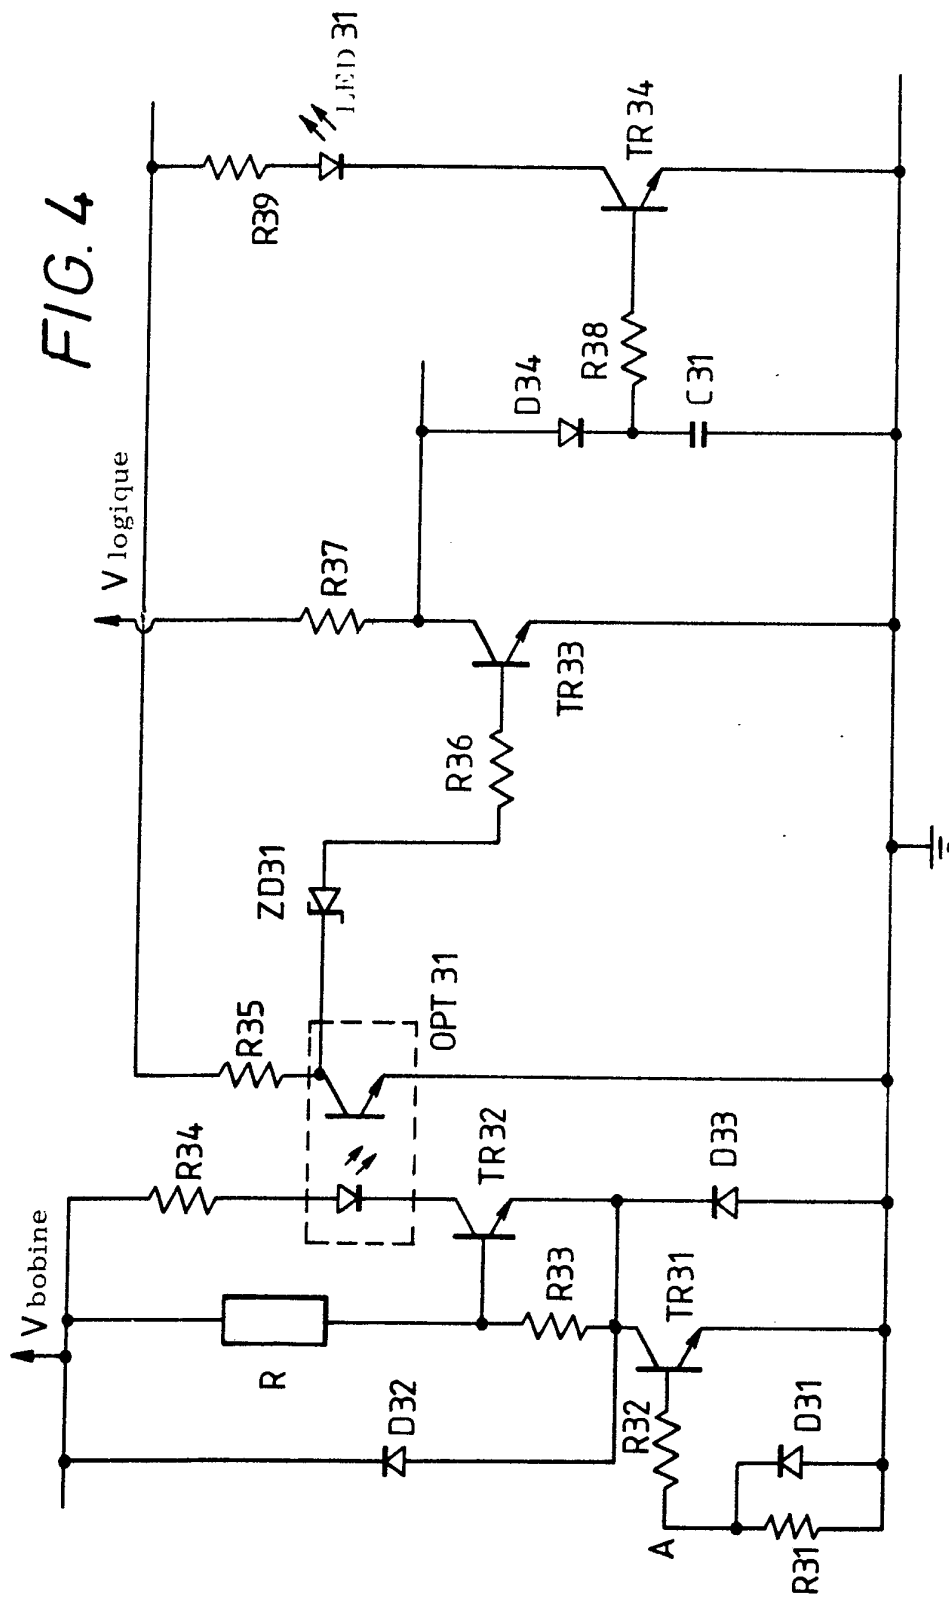 FIG. 4
V bobine
V logique
R34
R35
R39
LED 31
R
D32
OPT 31
ZD31
R37
D34
TR32
R33
R36
R38
TR 34
C31
TR33
TR31
D33
R32
D31
A
R31